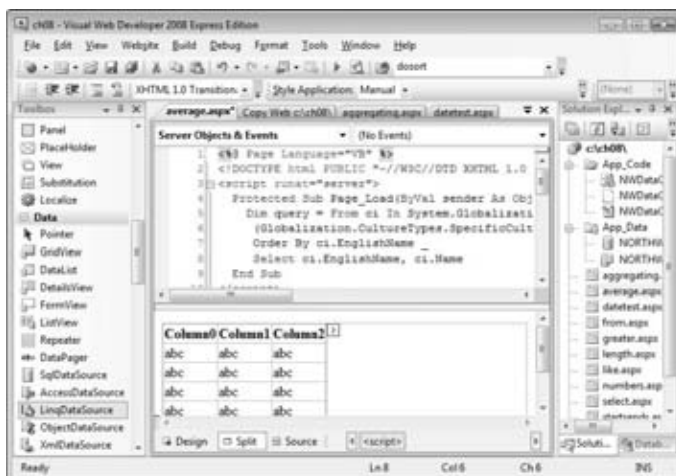 ch08 - Visual Web Developer 2008 Express Edition
File Edit View Website Build Debug Format Tools Window Help
dosort
XHTML 1.0 Transition Style Application: Manual (None)
Toolbox
Panel
PlaceHolder
View
Substitution
Localize
Data
Pointer
GridView
DataList
DetailsView
FormView
ListView
Repeater
DataPager
SqlDataSource
AccessDataSource
LinqDataSource
ObjectDataSource
XmlDataSource
average.aspx* Copy Web c:\ch08\ aggregating.aspx datetest.aspx
Server Objects & Events (No Events)
1 <%@ Page Language="VB" %>
2 <!DOCTYPE html PUBLIC "-//W3C//DTD XHTML 1.0
3 <script runat="server">
4 Protected Sub Page_Load(ByVal sender As Obj
5 Dim query = From ci In System.Globalizati
6 (Globalization.CultureTypes.SpecificCult
7 Order By ci.EnglishName _
8 Select ci.EnglishName, ci.Name
9 End Sub
Column0 Column1 Column2
abc abc abc
abc abc abc
abc abc abc
abc abc abc
Design Split Source <script>
Solution Expl...
c:\ch08\
App_Code
NWDataC
NWDataC
NWDataC
App_Data
NORTHW
NORTHW
aggregating.
average.aspx
datetest.aspx
from.aspx
greater.aspx
length.aspx
like.aspx
numbers.asp
select.aspx
Soluti... Datab...
Ready Ln 8 Col 6 Ch 6 INS